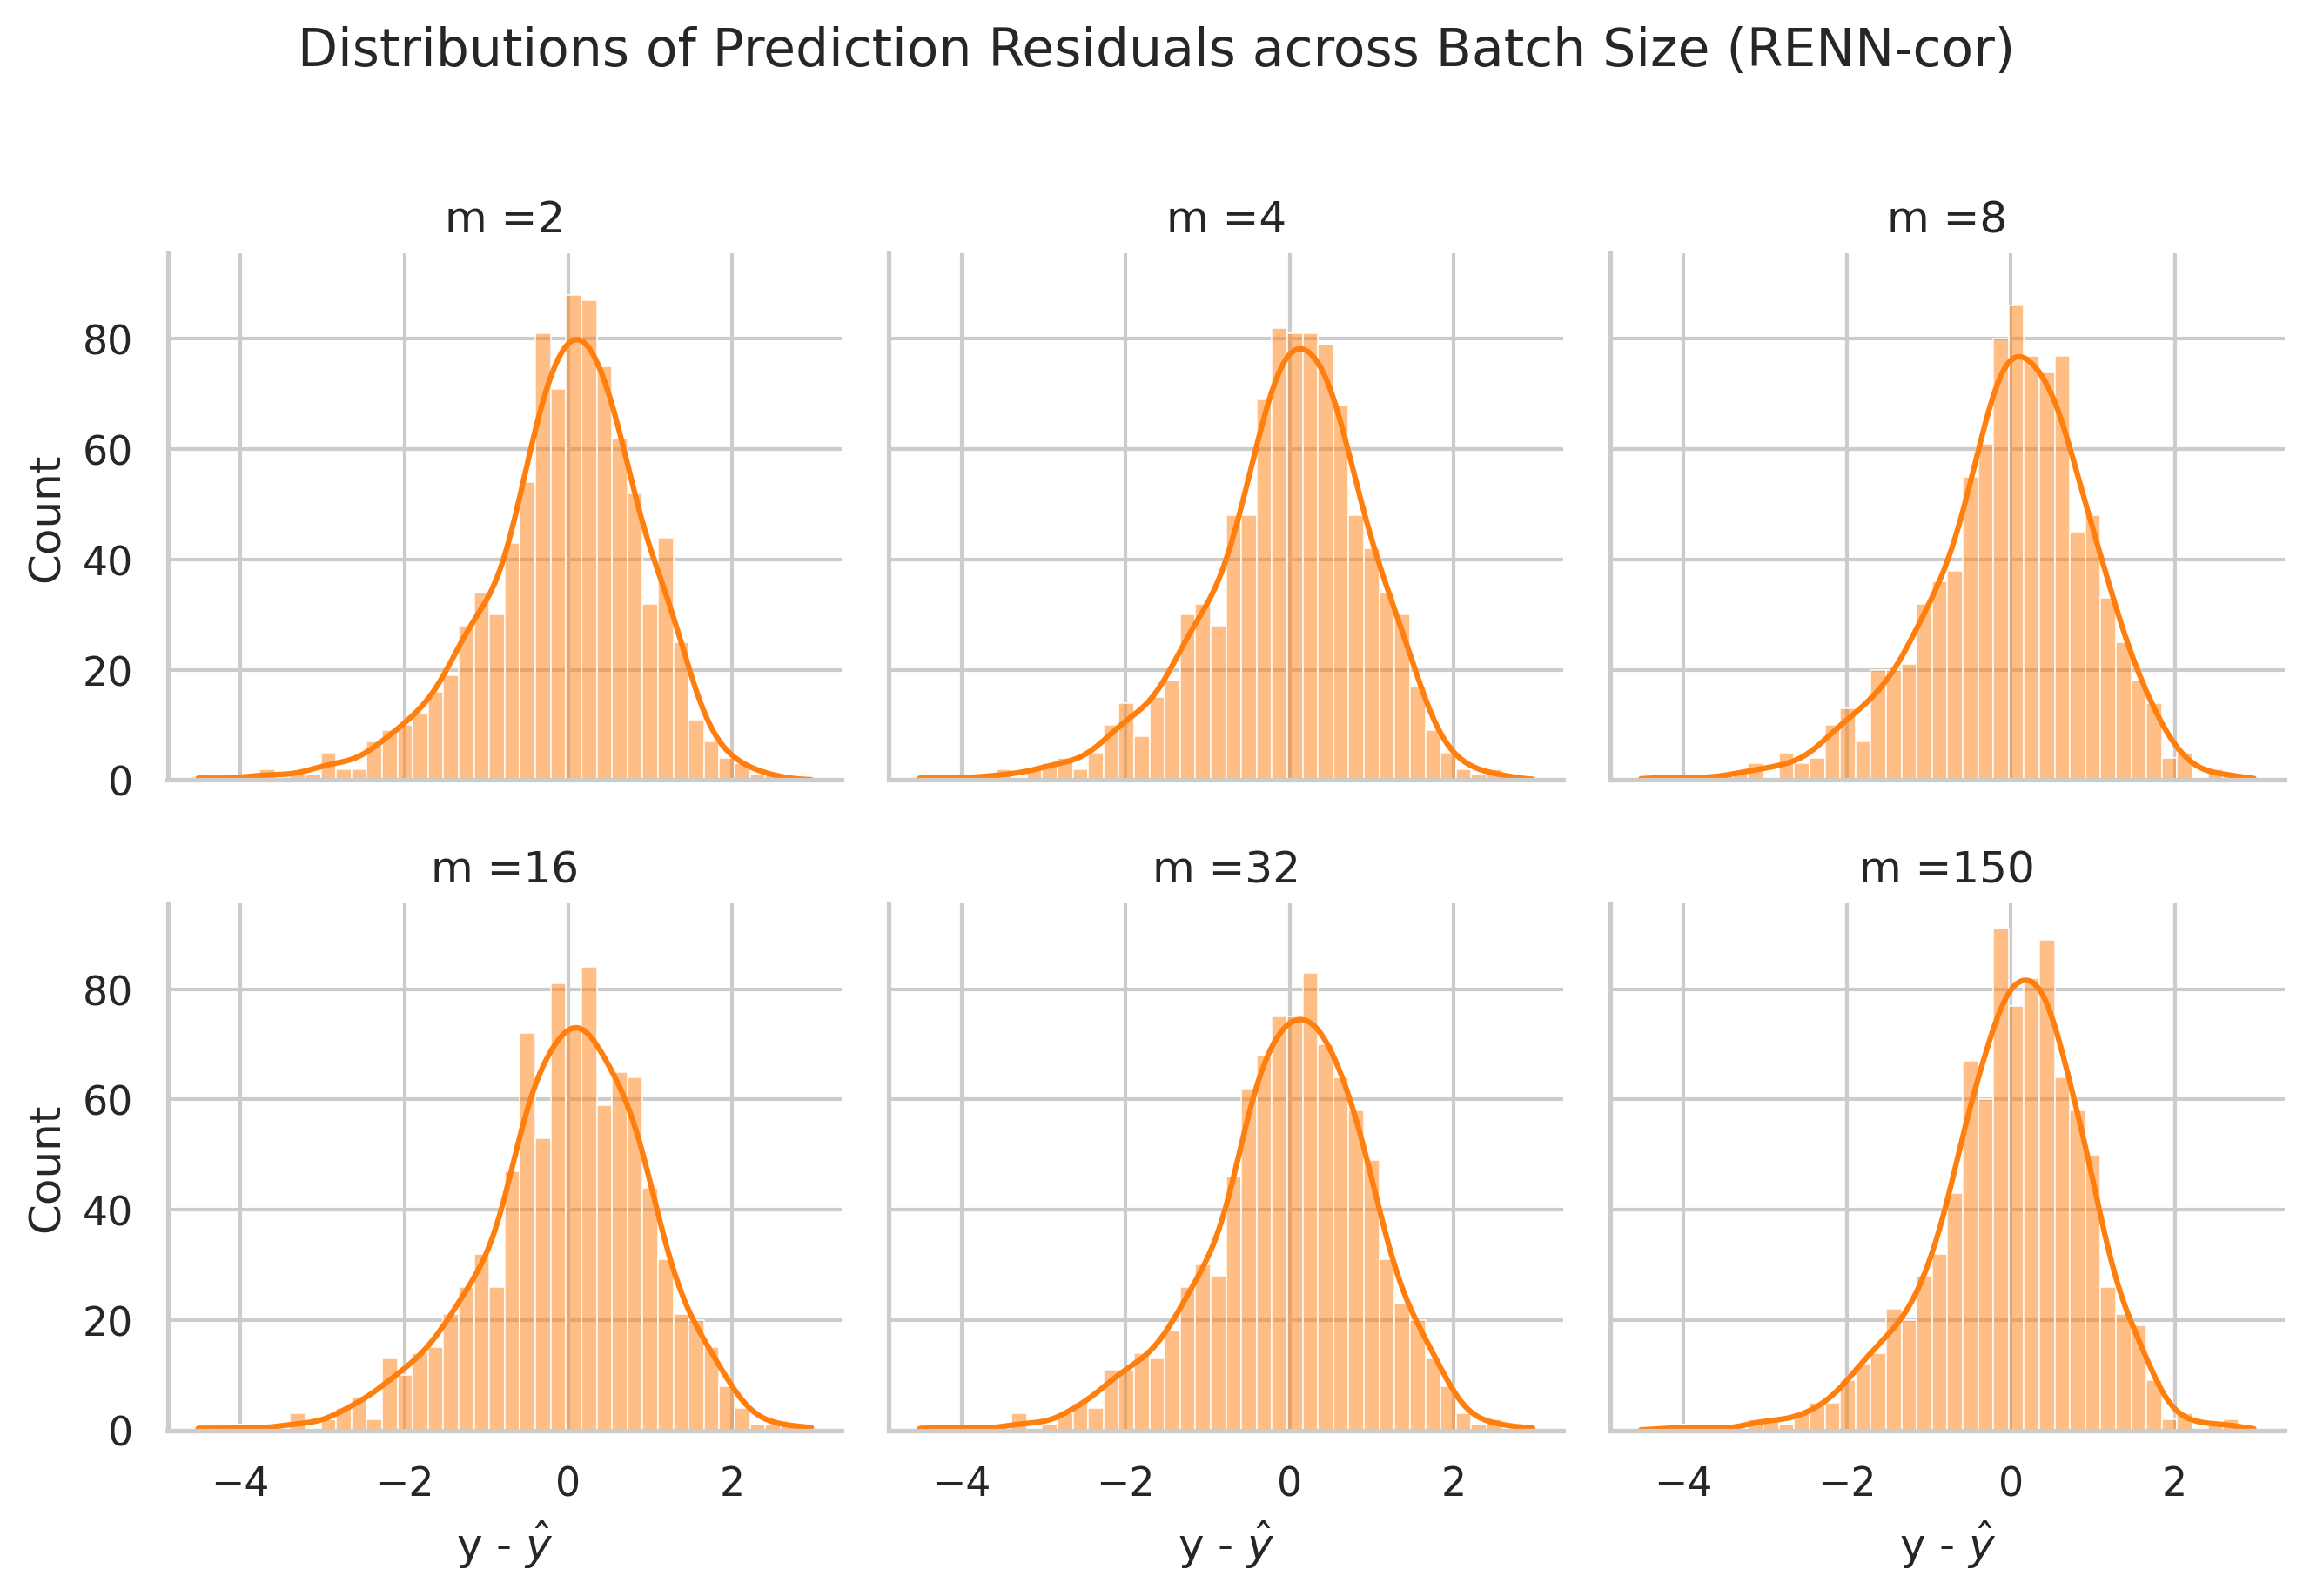 Distributions of Prediction Residuals across Batch Size (RENN-cor)
m =2
m =4
m =8
Count
80
60
40
20
0
m =16
m =32
m =150
Count
80
60
40
20
0
−4 −2 0 2
−4 −2 0 2
−4 −2 0 2
y - ŷ
y - ŷ
y - ŷ